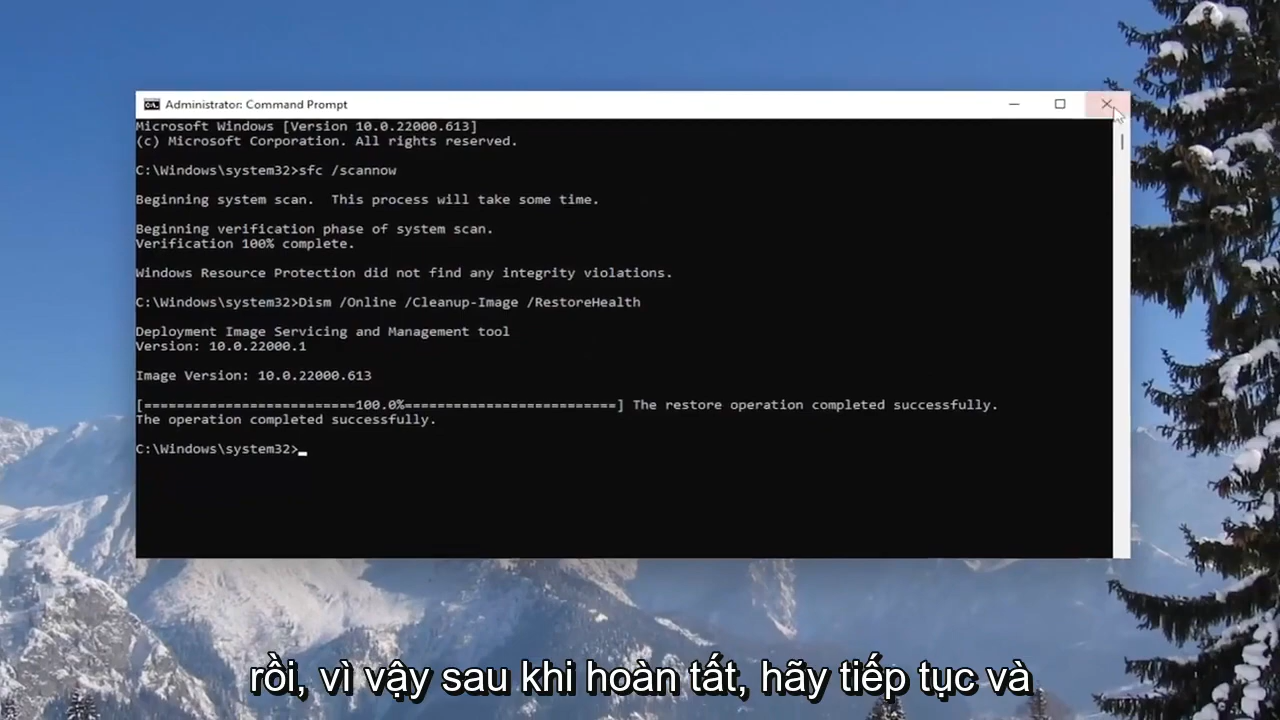 Administrator: Command Prompt
Microsoft Windows [Version 10.0.22000.613]
(c) Microsoft Corporation. All rights reserved.
C:\Windows\system32>sfc /scannow
Beginning system scan.  This process will take some time.
Beginning verification phase of system scan.
Verification 100% complete.
Windows Resource Protection did not find any integrity violations.
C:\Windows\system32>Dism /Online /Cleanup-Image /RestoreHealth
Deployment Image Servicing and Management tool
Version: 10.0.22000.1
Image Version: 10.0.22000.613
[==========================100.0%==========================] The restore operation completed successfully.
The operation completed successfully.
C:\Windows\system32>
rồi, vì vậy sau khi hoàn tất, hãy tiếp tục và